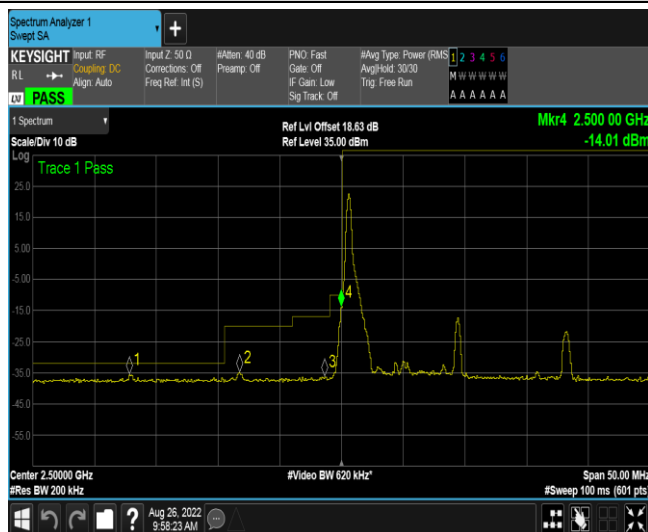 Spectrum Analyzer 1
Swept SA
+
KEYSIGHT
RL
LXI PASS
Input: RF
Coupling: DC
Align: Auto
Input Z: 50 Ω
Corrections: Off
Freq Ref: Int (S)
#Atten: 40 dB
Preamp: Off
PNO: Fast
Gate: Off
IF Gain: Low
Sig Track: Off
#Avg Type: Power (RMS
Avg|Hold: 30/30
Trig: Free Run
1 2 3 4 5 6
M W W W W W
A A A A A A
1 Spectrum
Scale/Div 10 dB
Ref Lvl Offset 18.63 dB
Ref Level 35.00 dBm
Mkr4 2.500 00 GHz
-14.01 dBm
Log
Trace 1 Pass
25.0
15.0
5.00
-5.00
-15.0
-25.0
-35.0
-45.0
-55.0
1
2
3
4
Center 2.50000 GHz
#Res BW 200 kHz
#Video BW 620 kHz*
Span 50.00 MHz
#Sweep 100 ms (601 pts)
?
Aug 26, 2022
9:58:23 AM